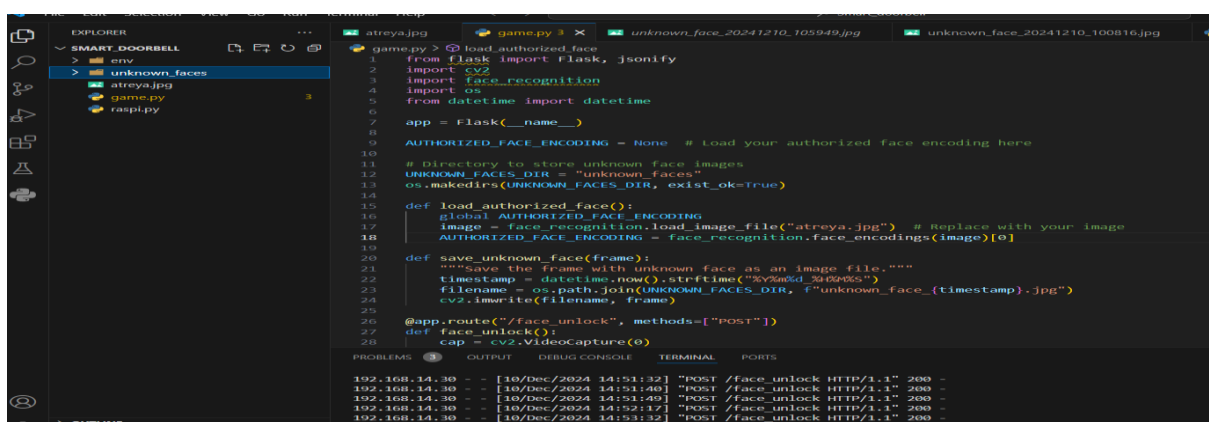 File Edit Selection View Go Run Terminal Help
EXPLORER
SMART_DOORBELL
env
unknown_faces
atreya.jpg
game.py 3
raspi.py
atreya.jpg game.py 3 unknown_face_20241210_105949.jpg unknown_face_20241210_100816.jpg
game.py > load_authorized_face
1 from flask import Flask, jsonify
2 import cv2
3 import face_recognition
4 import os
5 from datetime import datetime
6
7 app = Flask(__name__)
8
9 AUTHORIZED_FACE_ENCODING = None # Load your authorized face encoding here
10
11 # Directory to store unknown face images
12 UNKNOWN_FACES_DIR = "unknown_faces"
13 os.makedirs(UNKNOWN_FACES_DIR, exist_ok=True)
14
15 def load_authorized_face():
16 global AUTHORIZED_FACE_ENCODING
17 image = face_recognition.load_image_file("atreya.jpg") # Replace with your image
18 AUTHORIZED_FACE_ENCODING = face_recognition.face_encodings(image)[0]
19
20 def save_unknown_face(frame):
21 """Save the frame with unknown face as an image file."""
22 timestamp = datetime.now().strftime("%Y%m%d_%H%M%S")
23 filename = os.path.join(UNKNOWN_FACES_DIR, f"unknown_face_{timestamp}.jpg")
24 cv2.imwrite(filename, frame)
25
26 @app.route("/face_unlock", methods=["POST"])
27 def face_unlock():
28 cap = cv2.VideoCapture(0)
PROBLEMS 3 OUTPUT DEBUG CONSOLE TERMINAL PORTS
192.168.14.30 - - [10/Dec/2024 14:51:32] "POST /face_unlock HTTP/1.1" 200 -
192.168.14.30 - - [10/Dec/2024 14:51:40] "POST /face_unlock HTTP/1.1" 200 -
192.168.14.30 - - [10/Dec/2024 14:51:49] "POST /face_unlock HTTP/1.1" 200 -
192.168.14.30 - - [10/Dec/2024 14:52:17] "POST /face_unlock HTTP/1.1" 200 -
192.168.14.30 - - [10/Dec/2024 14:53:32] "POST /face_unlock HTTP/1.1" 200 -